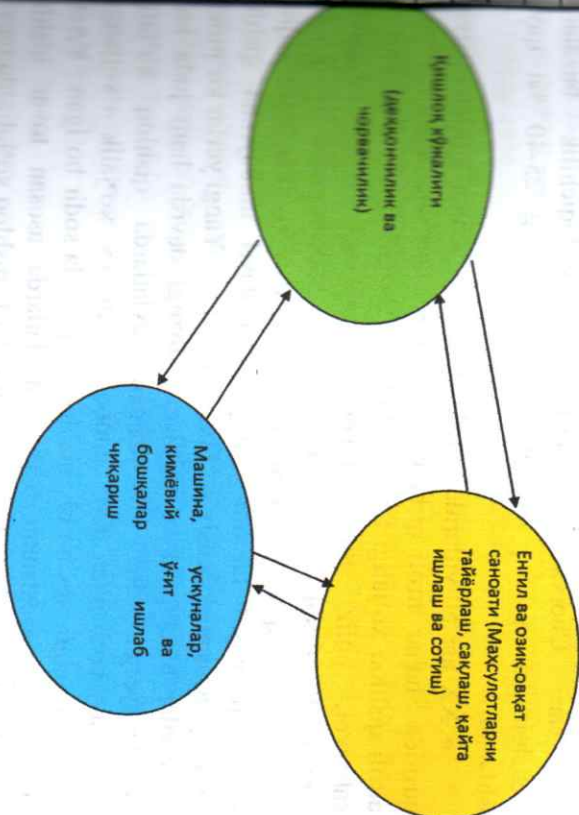 Қишлоқ хўжалиги
(деҳқончилик ва
чорвачилик)
Енгил ва озиқ-овқат
саноати (Маҳсулотларни
тайёрлаш, сақлаш, қайта
ишлаш ва сотиш)
Машина, ускуналар,
кимёвий ўғит ва
бошқалар ишлаб
чиқариш